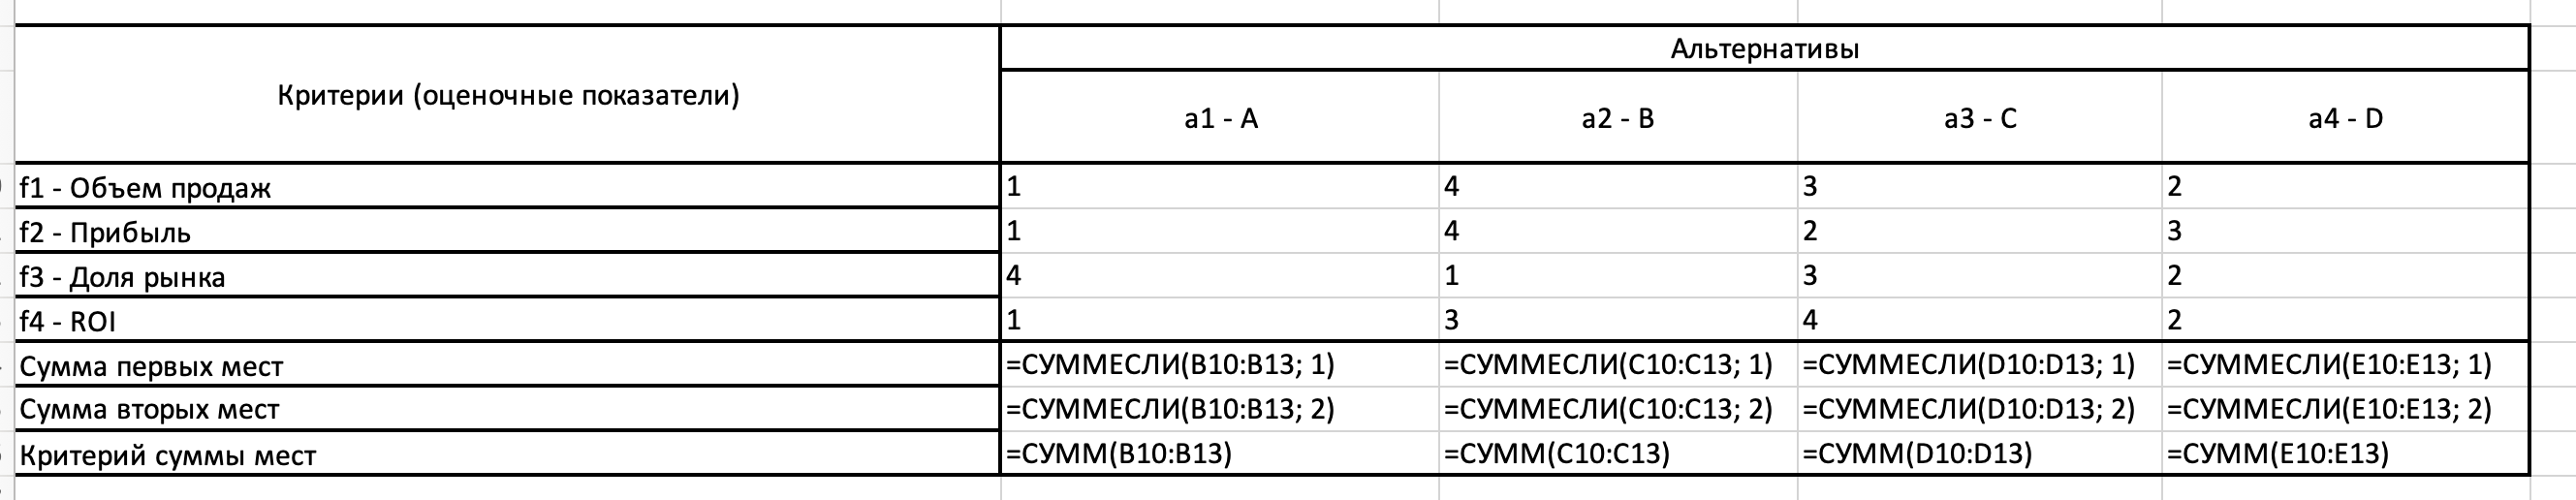 Критерии (оценочные показатели) Альтернативы
a1 - A a2 - B a3 - C a4 - D
f1 - Объем продаж 1 4 3 2
f2 - Прибыль 1 4 2 3
f3 - Доля рынка 4 1 3 2
f4 - ROI 1 3 4 2
Сумма первых мест =СУММЕСЛИ(B10:B13; 1) =СУММЕСЛИ(C10:C13; 1) =СУММЕСЛИ(D10:D13; 1) =СУММЕСЛИ(E10:E13; 1)
Сумма вторых мест =СУММЕСЛИ(B10:B13; 2) =СУММЕСЛИ(C10:C13; 2) =СУММЕСЛИ(D10:D13; 2) =СУММЕСЛИ(E10:E13; 2)
Критерий суммы мест =СУММ(B10:B13) =СУММ(C10:C13) =СУММ(D10:D13) =СУММ(E10:E13)